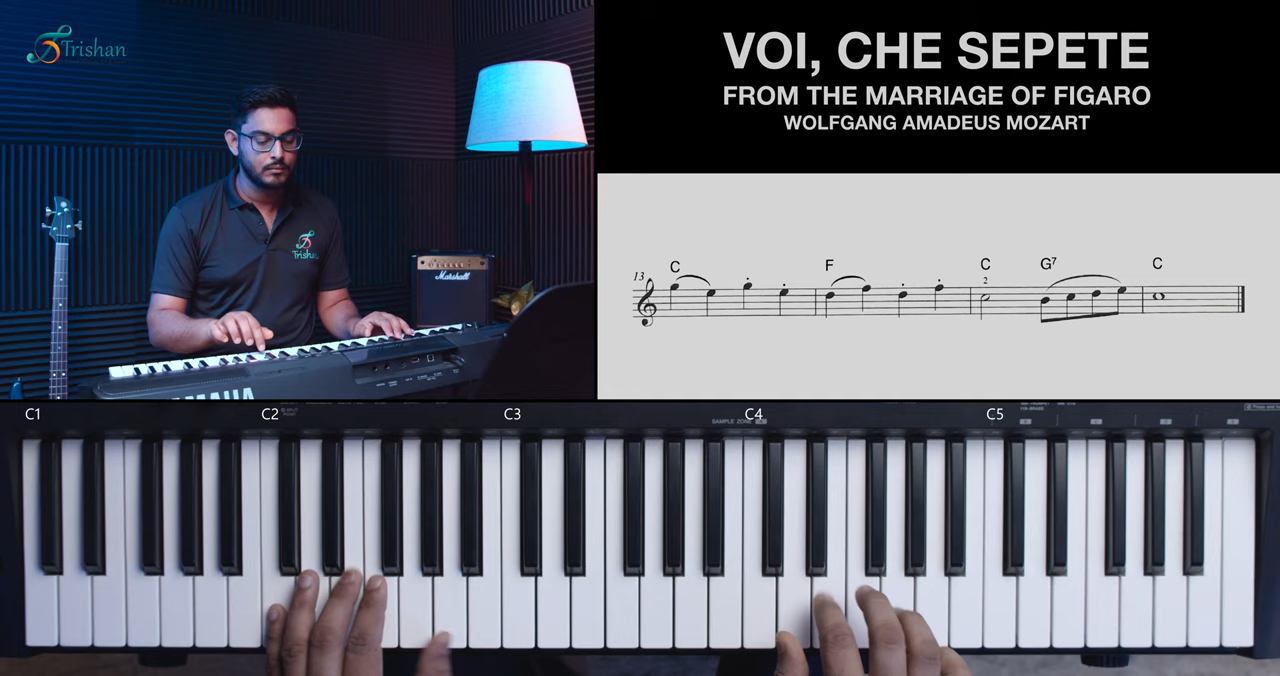 Trishan
VOI, CHE SEPETE
FROM THE MARRIAGE OF FIGARO
WOLFGANG AMADEUS MOZART
Trishan
Marshall
YAMAHA
13 C F C G7 C
2
C1 C2 C3 C4 C5
SAMPLE ZONE